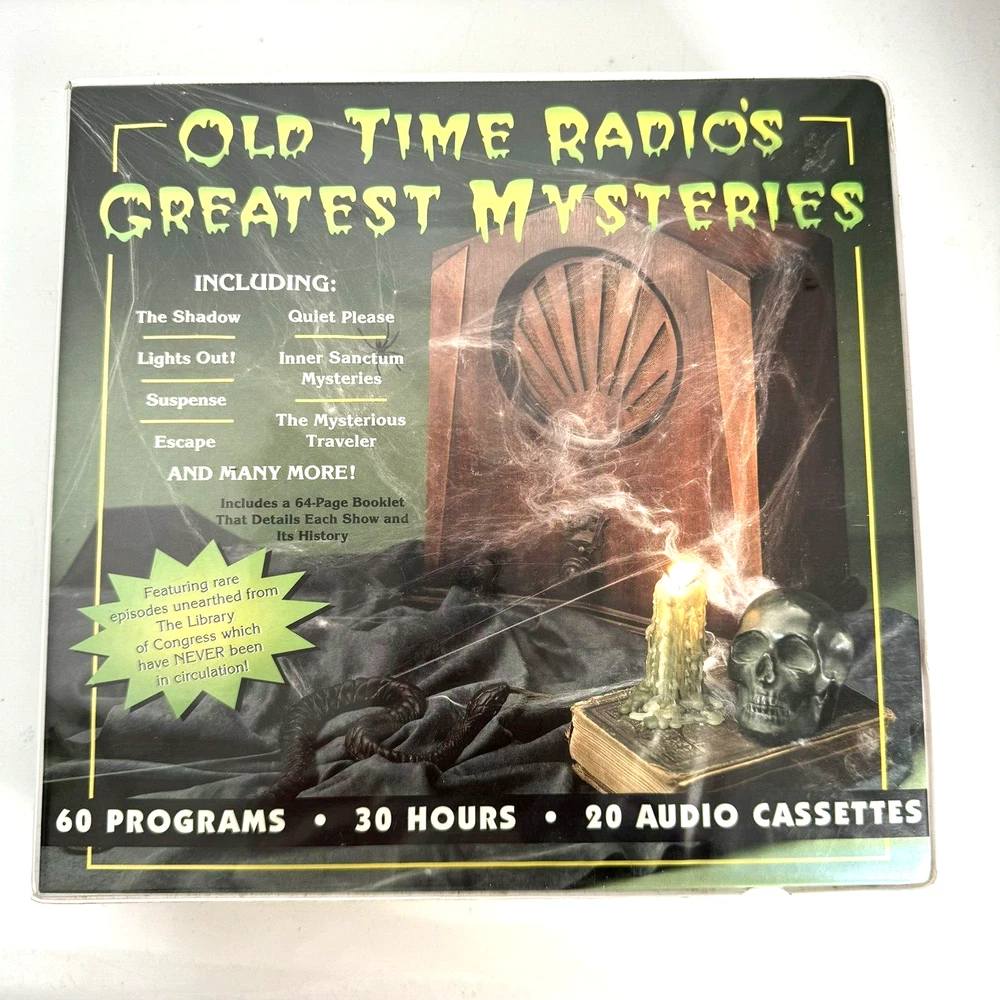 OLD TIME RADIO'S
GREATEST MYSTERIES
INCLUDING:
The Shadow
Lights Out!
Suspense
Escape
Quiet Please
Inner Sanctum
Mysteries
The Mysterious
Traveler
AND MANY MORE!
Includes a 64-Page Booklet
That Details Each Show and
Its History
Featuring rare
episodes unearthed from
The Library
of Congress which
have NEVER been
in circulation!
60 PROGRAMS • 30 HOURS • 20 AUDIO CASSETTES